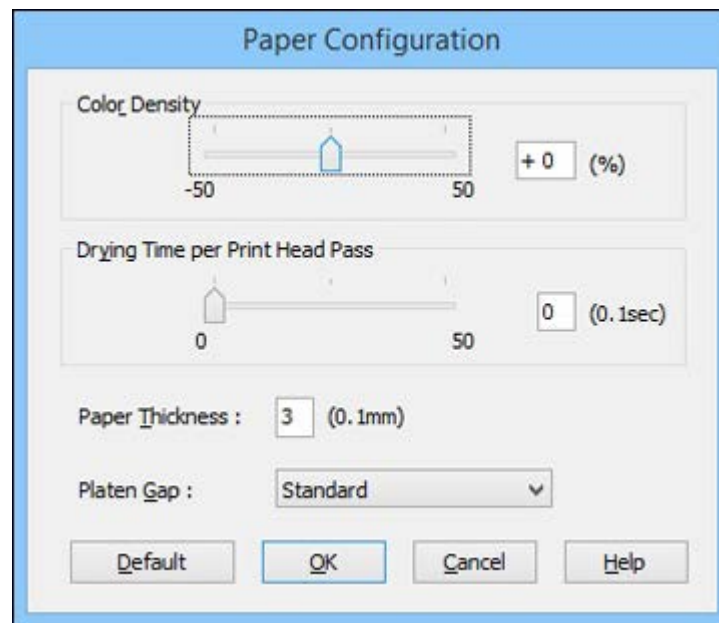 Paper Configuration
Color Density
-50 50 +0 (%)
Drying Time per Print Head Pass
0 50 0 (0.1sec)
Paper Thickness : 3 (0.1mm)
Platen Gap : Standard
Default OK Cancel Help